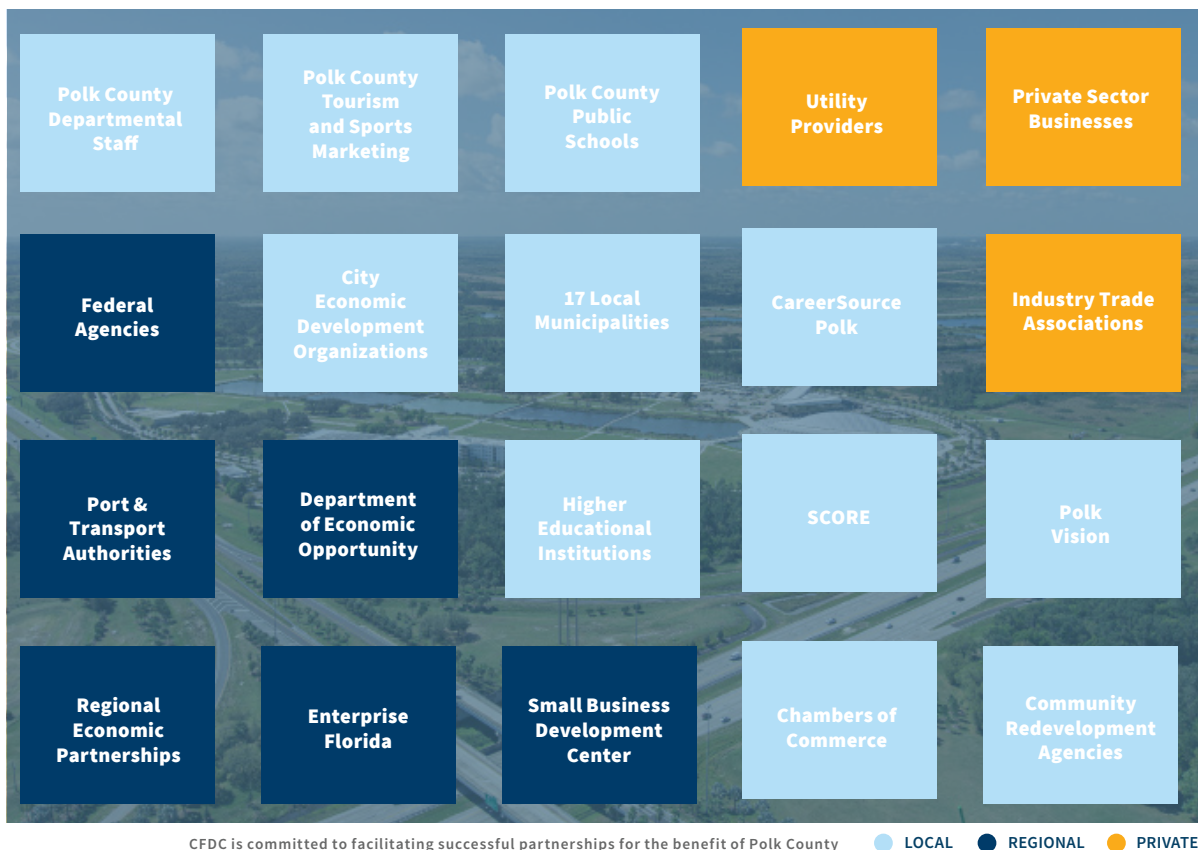 Polk County
Departmental
Staff
Polk County
Tourism
and Sports
Marketing
Polk County
Public
Schools
Utility
Providers
Private Sector
Businesses
Federal
Agencies
City
Economic
Development
Organizations
17 Local
Municipalities
CareerSource
Polk
Industry Trade
Associations
Port &
Transport
Authorities
Department
of Economic
Opportunity
Higher
Educational
Institutions
SCORE
Polk
Vision
Regional
Economic
Partnerships
Enterprise
Florida
Small Business
Development
Center
Chambers of
Commerce
Community
Redevelopment
Agencies
CFDC is committed to facilitating successful partnerships for the benefit of Polk County
LOCAL
REGIONAL
PRIVATE